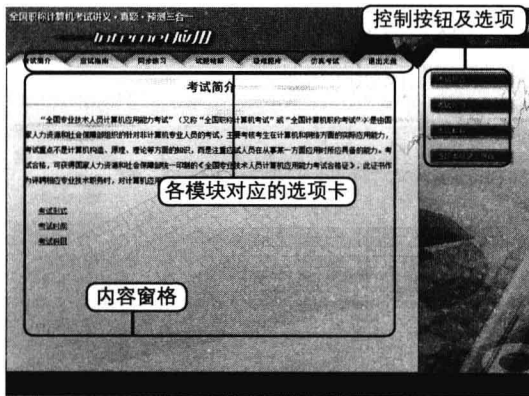 全国职称计算机考试讲义·真题·预测三合一
Internet应用
控制按钮及选项
考试简介 应试指南 同步练习 试题精解 疑难题库 仿真考试 退出光盘
考试简介
“全国专业技术人员计算机应用能力考试”（又称“全国职称计算机考试”或“全国计算机职称考试”）是由国
家人力资源和社会保障部组织的针对非计算机专业人员的考试，主要考核考生在计算机和网络方面的实际应用能力，
考试重点不是计算机构造、原理、理论等方面的知识，而是注重应试人员在从事某一方面应用时所应具备的能力。考
试合格，可获得国家人力资源和社会保障部统一印制的《全国专业技术人员计算机应用能力考试合格证》，此证书作
为评聘相应专业技术职务时，对计算机应用
各模块对应的选项卡
考试形式
考试时间
考试科目
内容窗格